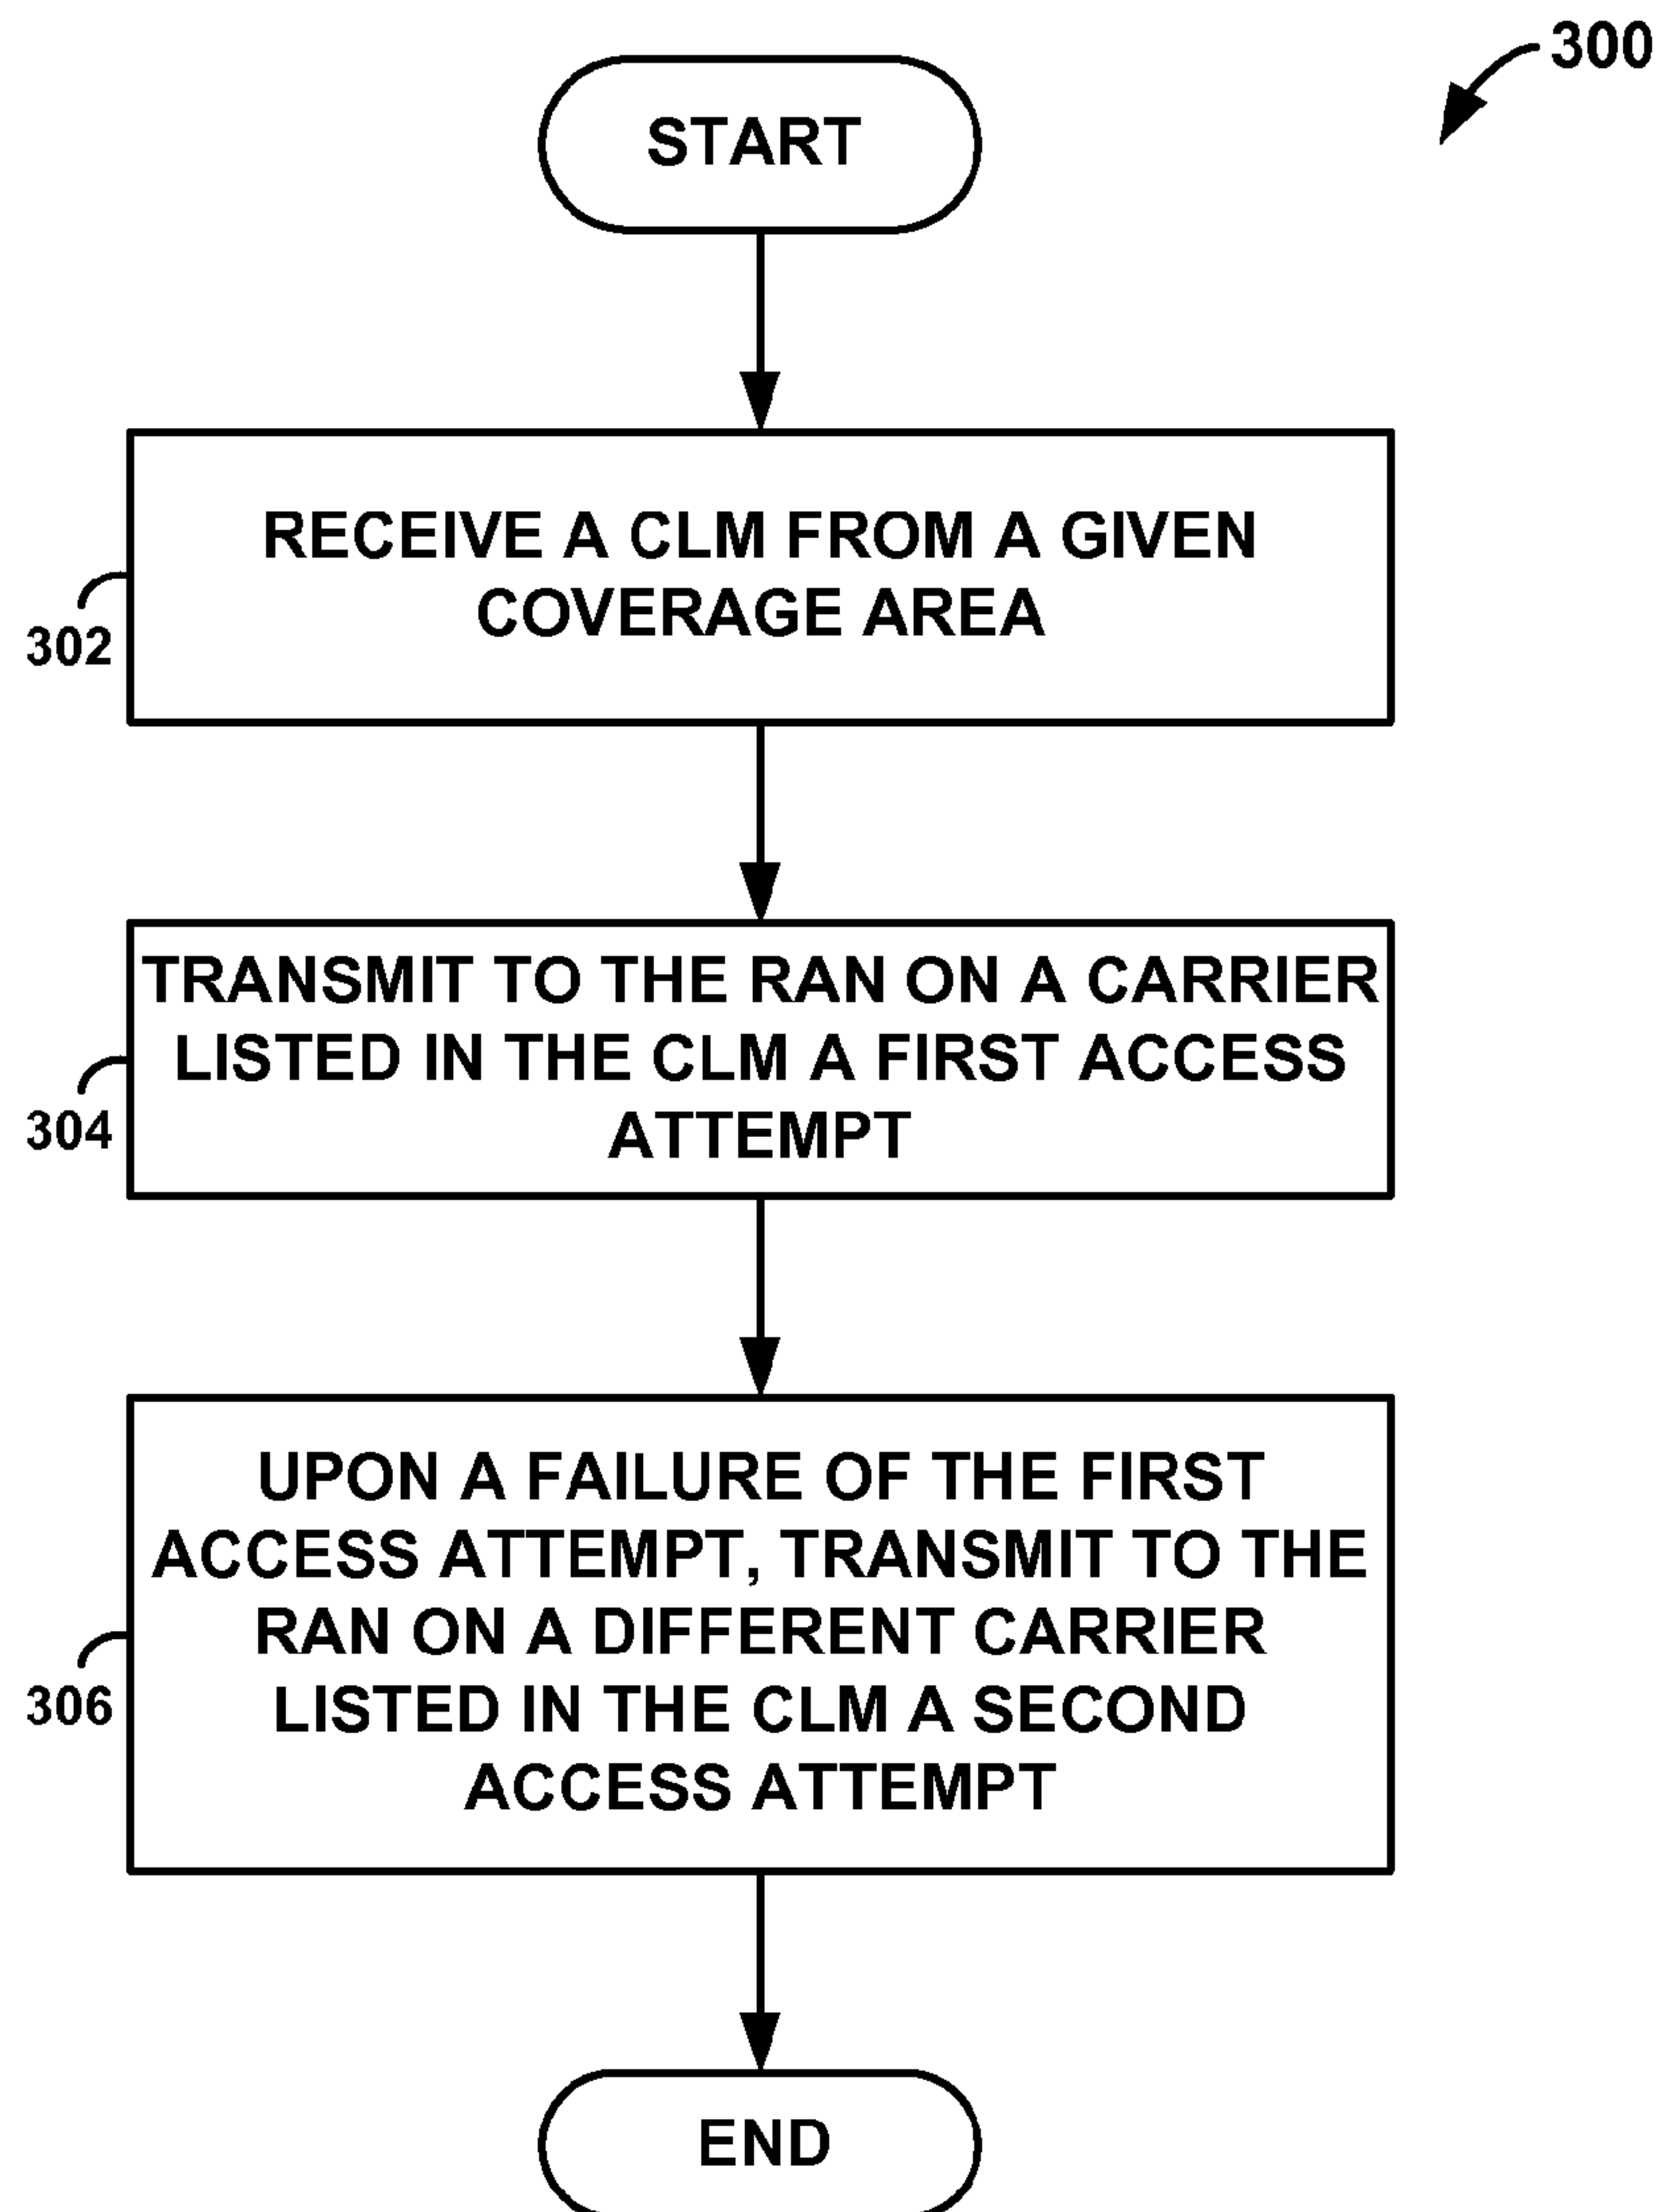 300
START
RECEIVE A CLM FROM A GIVEN
COVERAGE AREA
302
TRANSMIT TO THE RAN ON A CARRIER
LISTED IN THE CLM A FIRST ACCESS
ATTEMPT
304
UPON A FAILURE OF THE FIRST
ACCESS ATTEMPT, TRANSMIT TO THE
RAN ON A DIFFERENT CARRIER
LISTED IN THE CLM A SECOND
ACCESS ATTEMPT
306
END